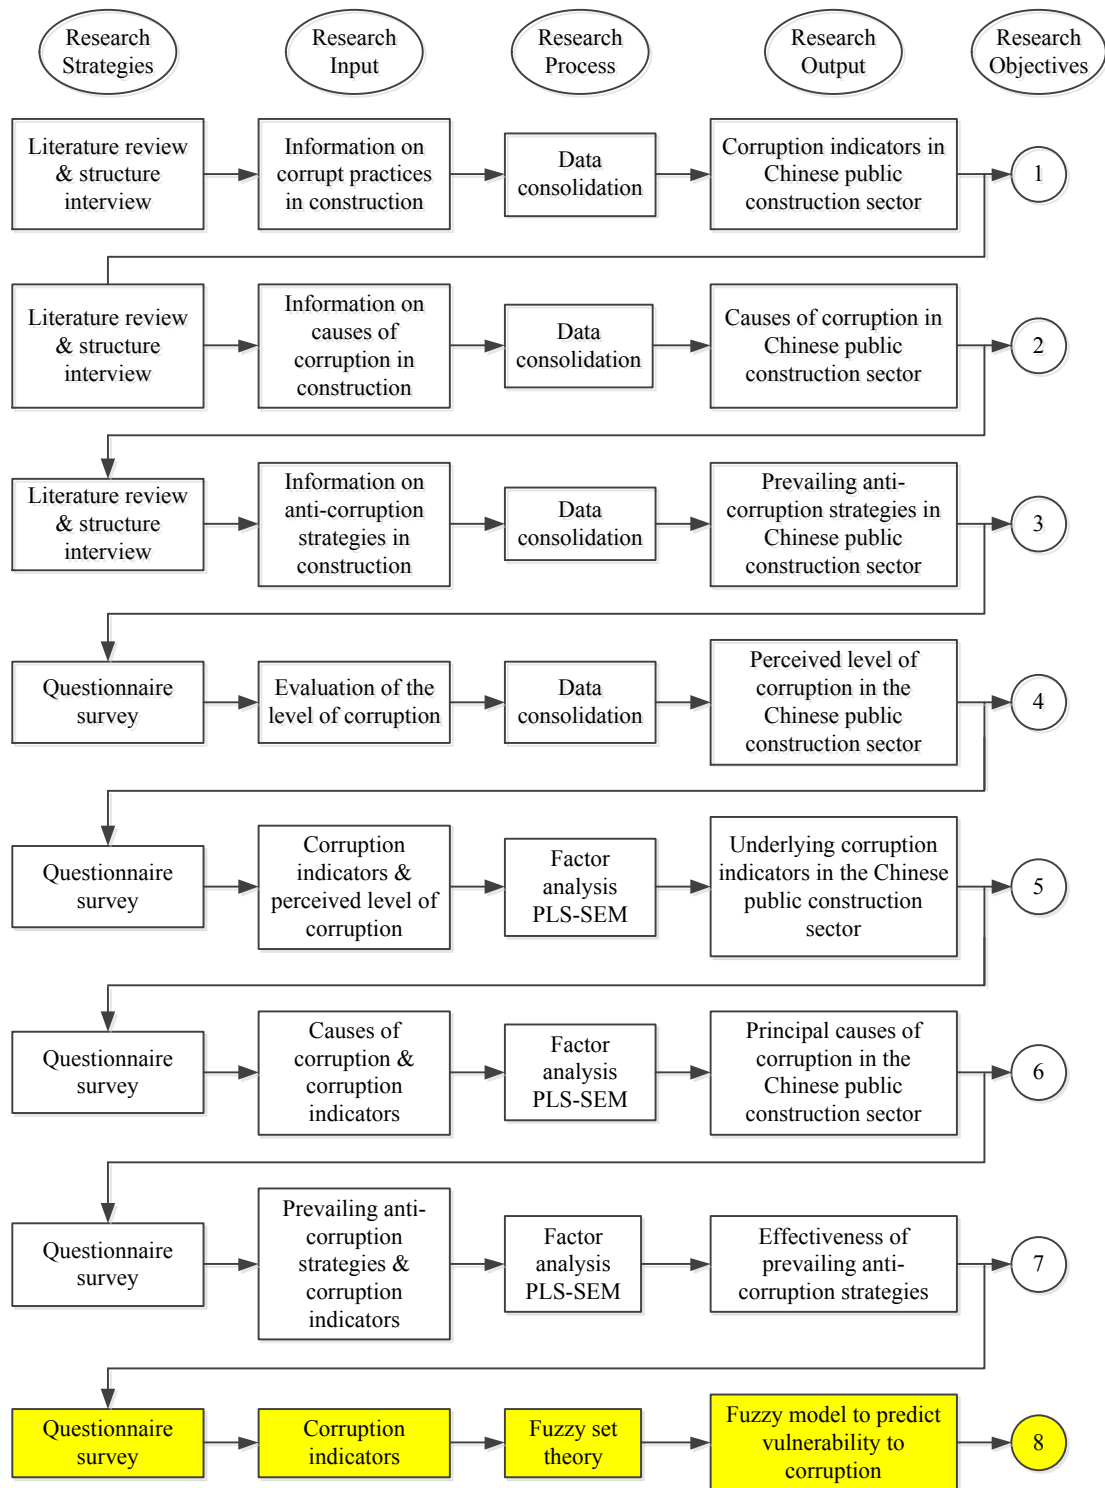 Research
Strategies
Research
Input
Research
Process
Research
Output
Research
Objectives
Literature review
& structure
interview
Information on
corrupt practices
in construction
Data
consolidation
Corruption indicators in
Chinese public
construction sector
1
Literature review
& structure
interview
Information on
causes of
corruption in
construction
Data
consolidation
Causes of corruption in
Chinese public
construction sector
2
Literature review
& structure
interview
Information on
anti-corruption
strategies in
construction
Data
consolidation
Prevailing anti-
corruption strategies in
Chinese public
construction sector
3
Questionnaire
survey
Evaluation of the
level of corruption
Data
consolidation
Perceived level of
corruption in the
Chinese public
construction sector
4
Questionnaire
survey
Corruption
indicators &
perceived level of
corruption
Factor
analysis
PLS-SEM
Underlying corruption
indicators in the Chinese
public construction
sector
5
Questionnaire
survey
Causes of
corruption &
corruption
indicators
Factor
analysis
PLS-SEM
Principal causes of
corruption in the
Chinese public
construction sector
6
Questionnaire
survey
Prevailing anti-
corruption
strategies &
corruption
indicators
Factor
analysis
PLS-SEM
Effectiveness of
prevailing anti-
corruption strategies
7
Questionnaire
survey
Corruption
indicators
Fuzzy set
theory
Fuzzy model to predict
vulnerability to
corruption
8